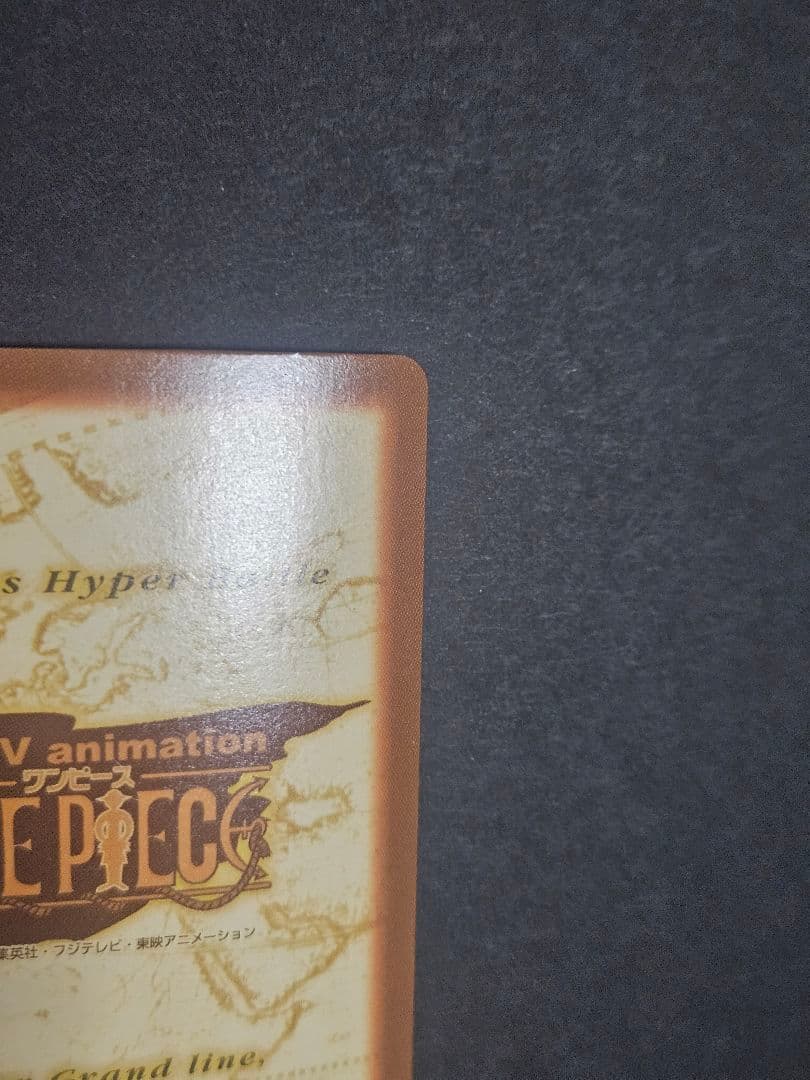 s Hyper Battle
V animation
ワンピース
E PIECE
集英社・フジテレビ・東映アニメーション
Grand line,